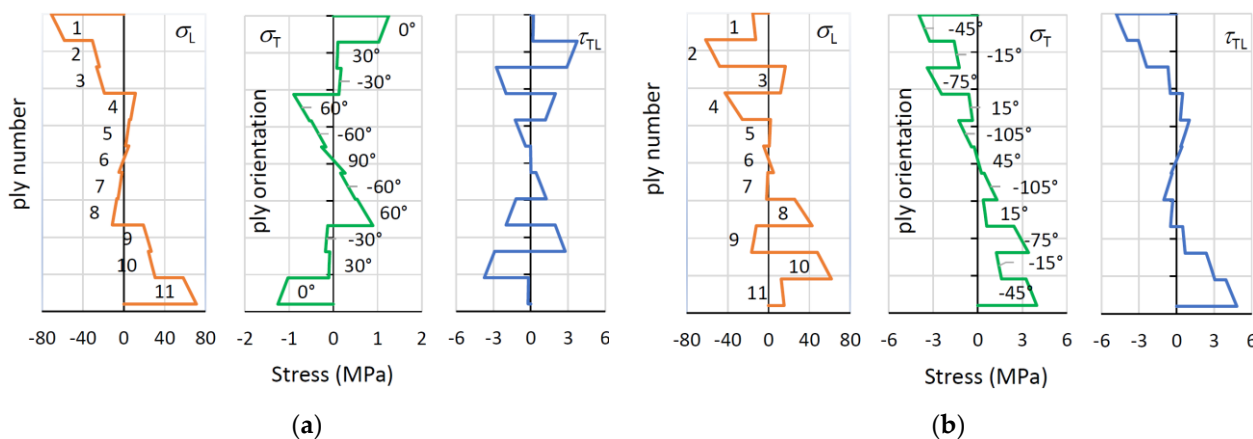 ply number
1
2
3
4
5
6
7
8
9
10
11
σL
-80 -40 0 40 80
ply orientation
σT
0°
30°
-30°
60°
-60°
90°
-60°
60°
-30°
30°
0°
-2 -1 0 1 2
Stress (MPa)
τTL
-6 -3 0 3 6
(a)
ply number
1
2
3
4
5
6
7
8
9
10
11
σL
-80 -40 0 40 80
ply orientation
σT
-45°
-15°
-75°
15°
-105°
45°
-105°
15°
-75°
-15°
-45°
-6 -3 0 3 6
Stress (MPa)
τTL
-6 -3 0 3 6
(b)